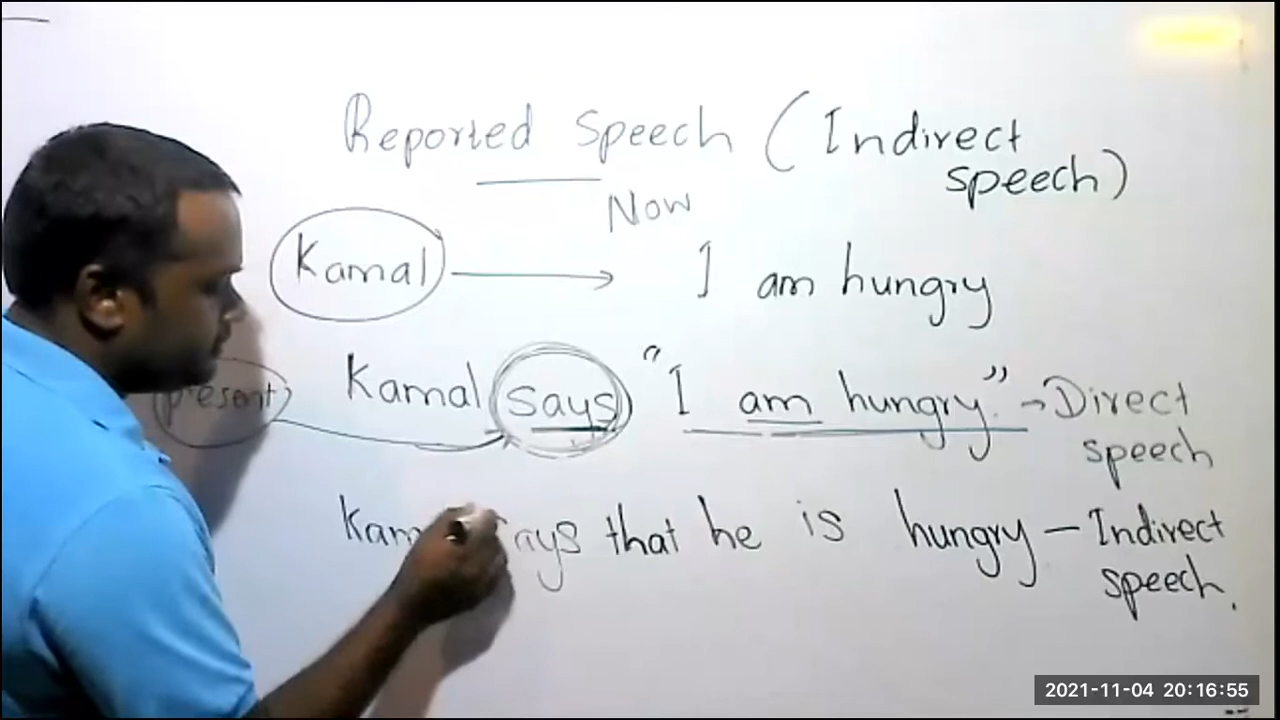 Reported Speech (Indirect
speech)
Now
Kamal → I am hungry
present Kamal says "I am hungry." → Direct
speech
says that he is hungry – Indirect
speech.
2021-11-04 20:16:55